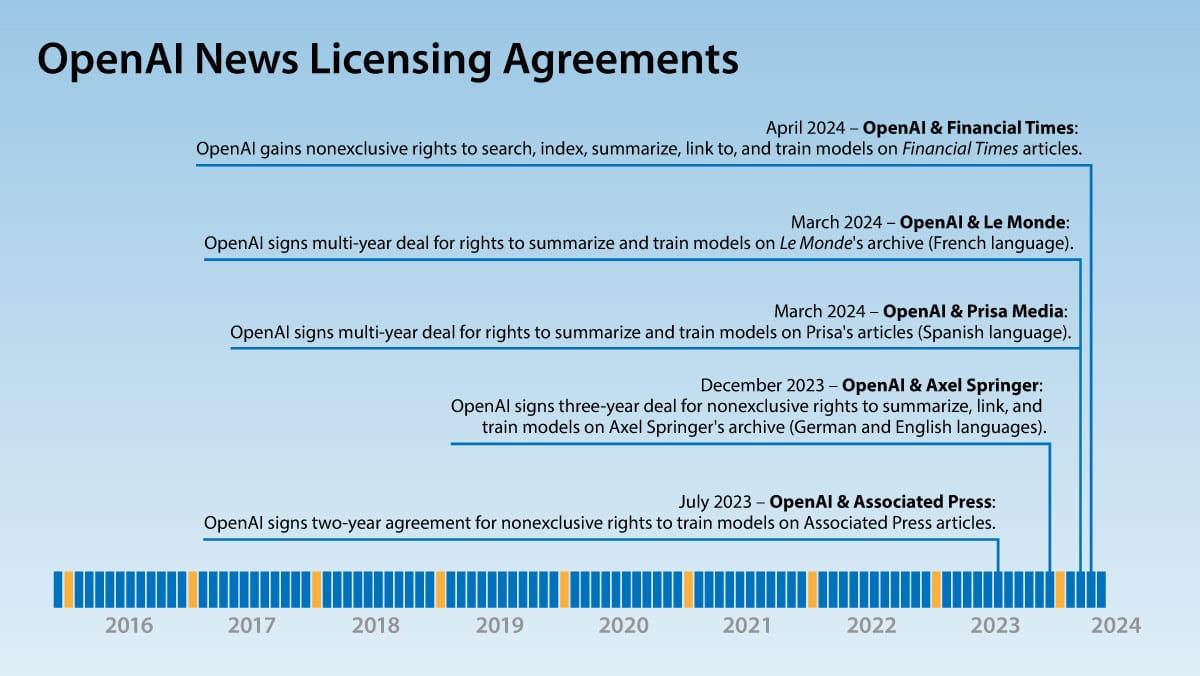 OpenAI News Licensing Agreements
April 2024 – OpenAI & Financial Times:
OpenAI gains nonexclusive rights to search, index, summarize, link to, and train models on Financial Times articles.
March 2024 – OpenAI & Le Monde:
OpenAI signs multi-year deal for rights to summarize and train models on Le Monde's archive (French language).
March 2024 – OpenAI & Prisa Media:
OpenAI signs multi-year deal for rights to summarize and train models on Prisa's articles (Spanish language).
December 2023 – OpenAI & Axel Springer:
OpenAI signs three-year deal for nonexclusive rights to summarize, link, and
train models on Axel Springer's archive (German and English languages).
July 2023 – OpenAI & Associated Press:
OpenAI signs two-year agreement for nonexclusive rights to train models on Associated Press articles.
2016 2017 2018 2019 2020 2021 2022 2023 2024